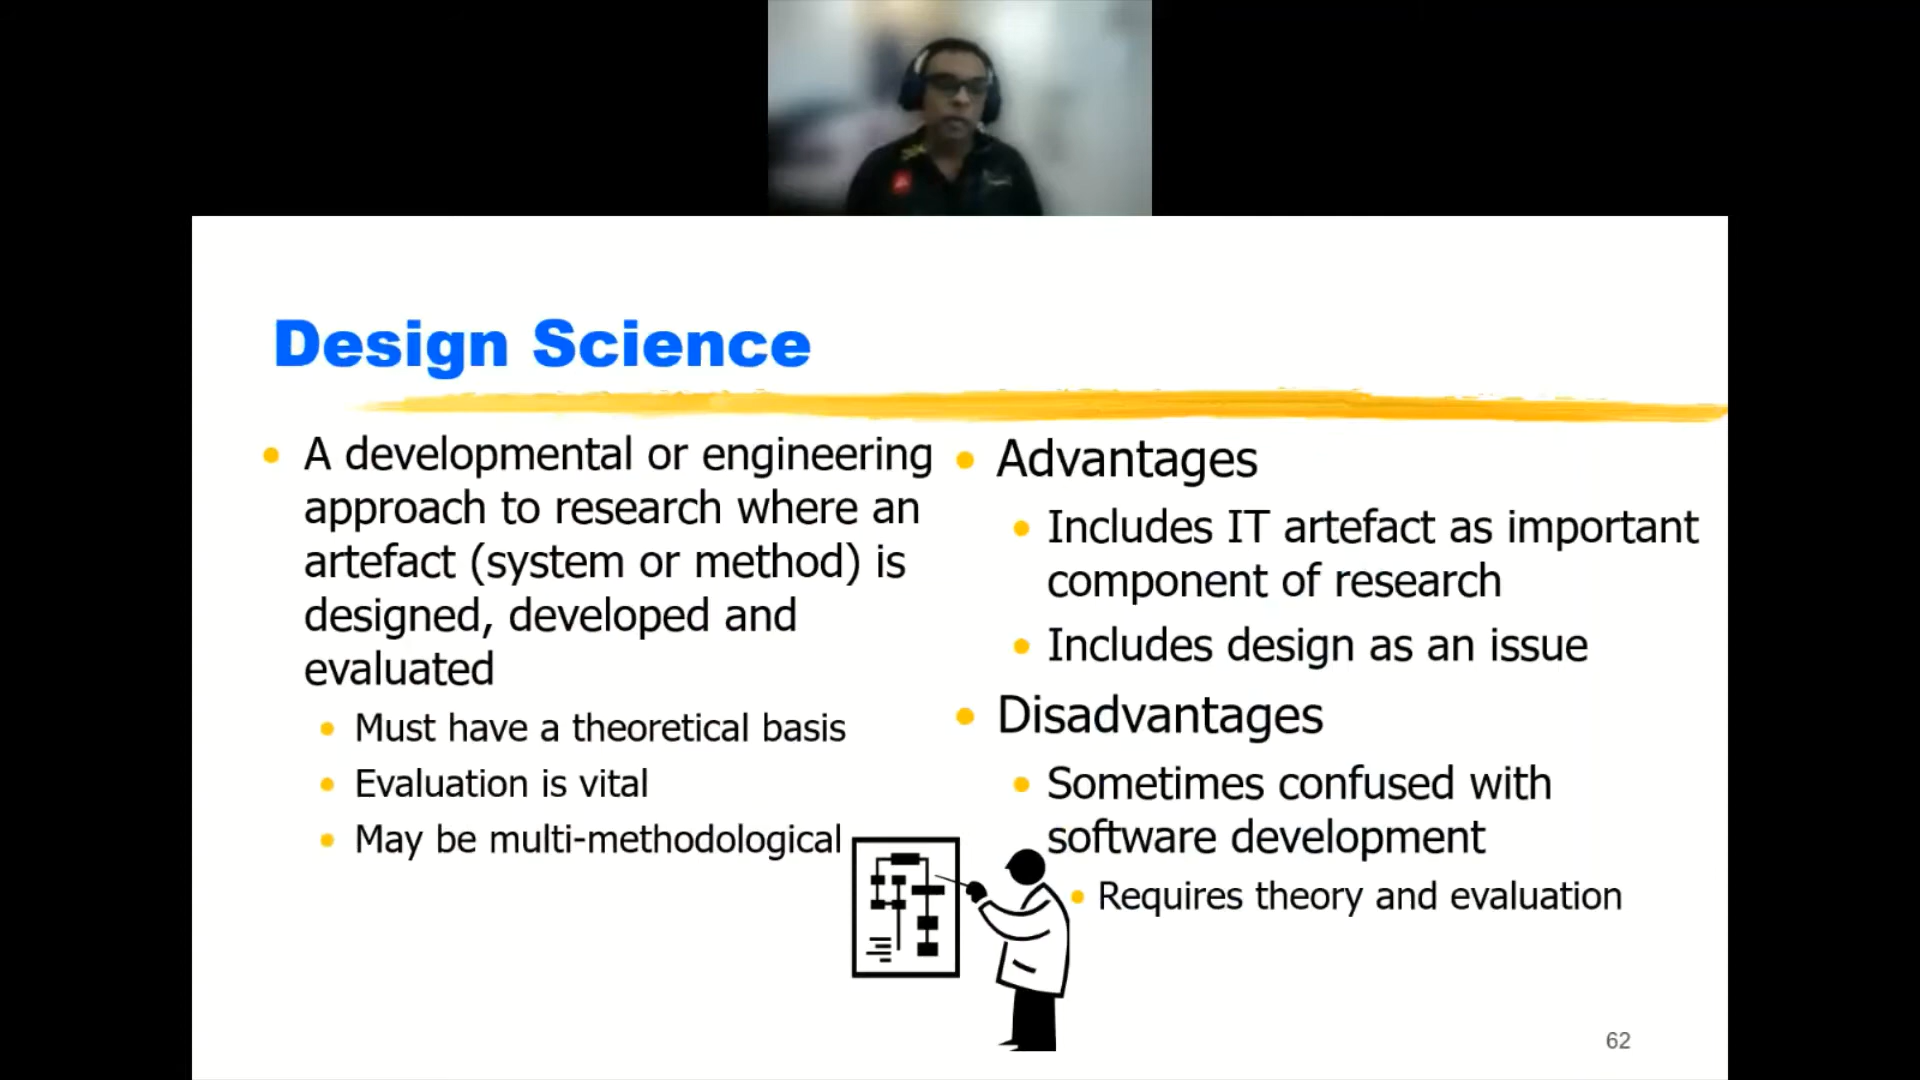 Design Science
A developmental or engineering
approach to research where an
artefact (system or method) is
designed, developed and
evaluated
Must have a theoretical basis
Evaluation is vital
May be multi-methodological
Advantages
Includes IT artefact as important
component of research
Includes design as an issue
Disadvantages
Sometimes confused with
software development
Requires theory and evaluation
62